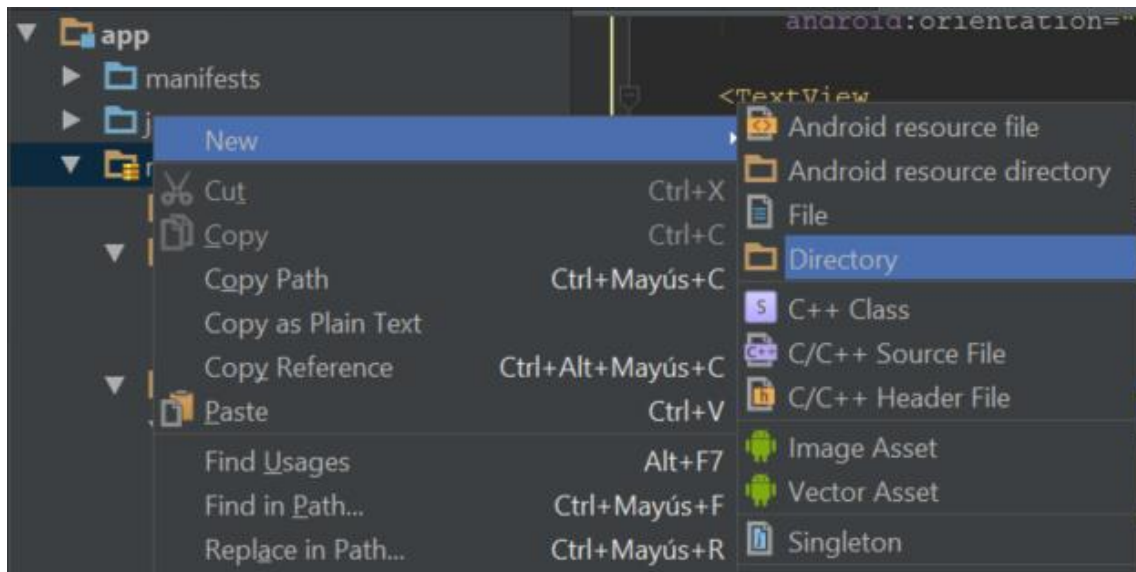 app
android:orientation="
manifests
<TextView
j
New
Android resource file
Cut Ctrl+X
Android resource directory
Copy Ctrl+C
File
Copy Path Ctrl+Mayús+C
Directory
Copy as Plain Text
C++ Class
Copy Reference Ctrl+Alt+Mayús+C
C/C++ Source File
Paste Ctrl+V
C/C++ Header File
Find Usages Alt+F7
Image Asset
Find in Path... Ctrl+Mayús+F
Vector Asset
Replace in Path... Ctrl+Mayús+R
Singleton